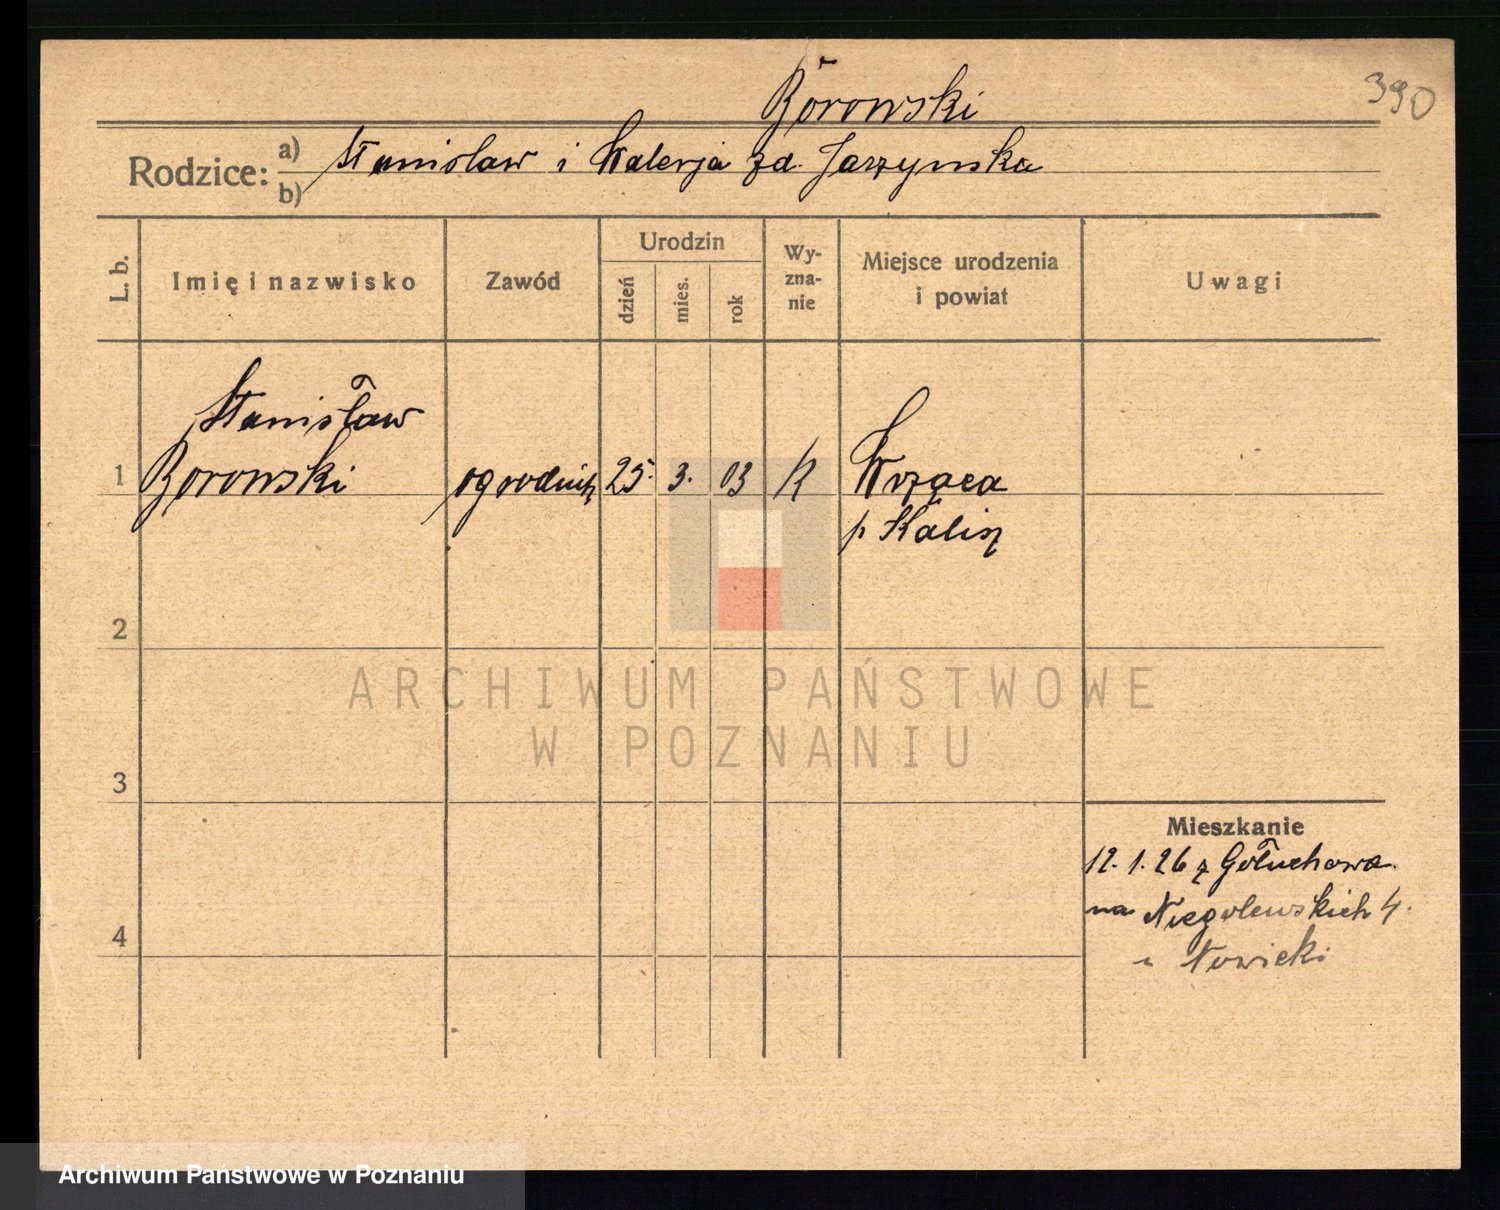 Borowski
390
Rodzice: a) b) Stanisław i Walerja zd. Jarzynska
L. b.
Imię i nazwisko
Zawód
Urodzin
dzień
mies.
rok
Wy-
zna-
nie
Miejsce urodzenia
i powiat
Uwagi
Stanisław
1 Borowski ogrodnik 25. 3. 03 K Wrząca
p Kalisz
2
ARCHIWUM PAŃSTWOWE
W POZNANIU
3
Mieszkanie
12. 1. 26 z Gołuchowa
na Niegolewskich 4.
4
u Nowicki
Archiwum Państwowe w Poznaniu